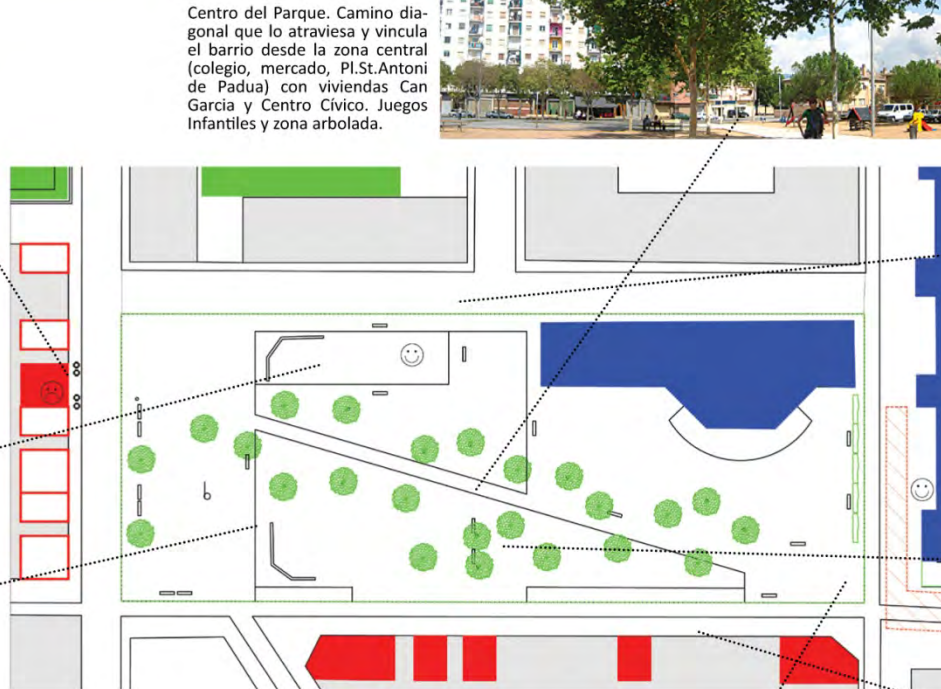 Centro del Parque. Camino dia-
gonal que lo atraviesa y vincula
el barrio desde la zona central
(colegio, mercado, Pl.St.Antoni
de Padua) con viviendas Can
Garcia y Centro Cívico. Juegos
Infantiles y zona arbolada.